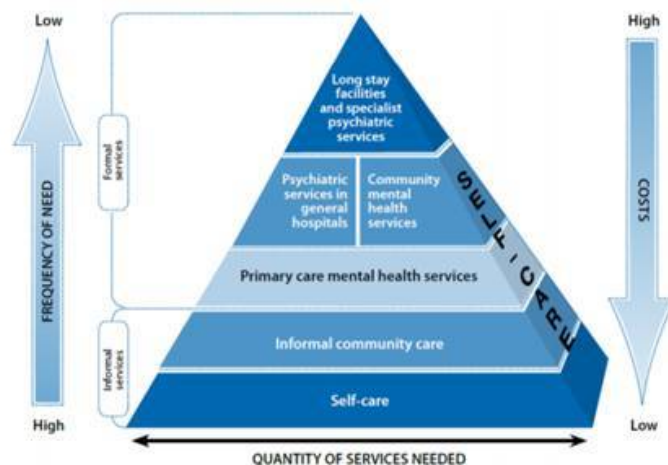 Low
High
Long stay
facilities
and specialist
psychiatric
services
Formal
services
Psychiatric
services in
general
hospitals
Community
mental
health
services
SELF-CARE
FREQUENCY OF NEED
COSTS
Primary care mental health services
Informal
services
Informal community care
Self-care
High
Low
QUANTITY OF SERVICES NEEDED